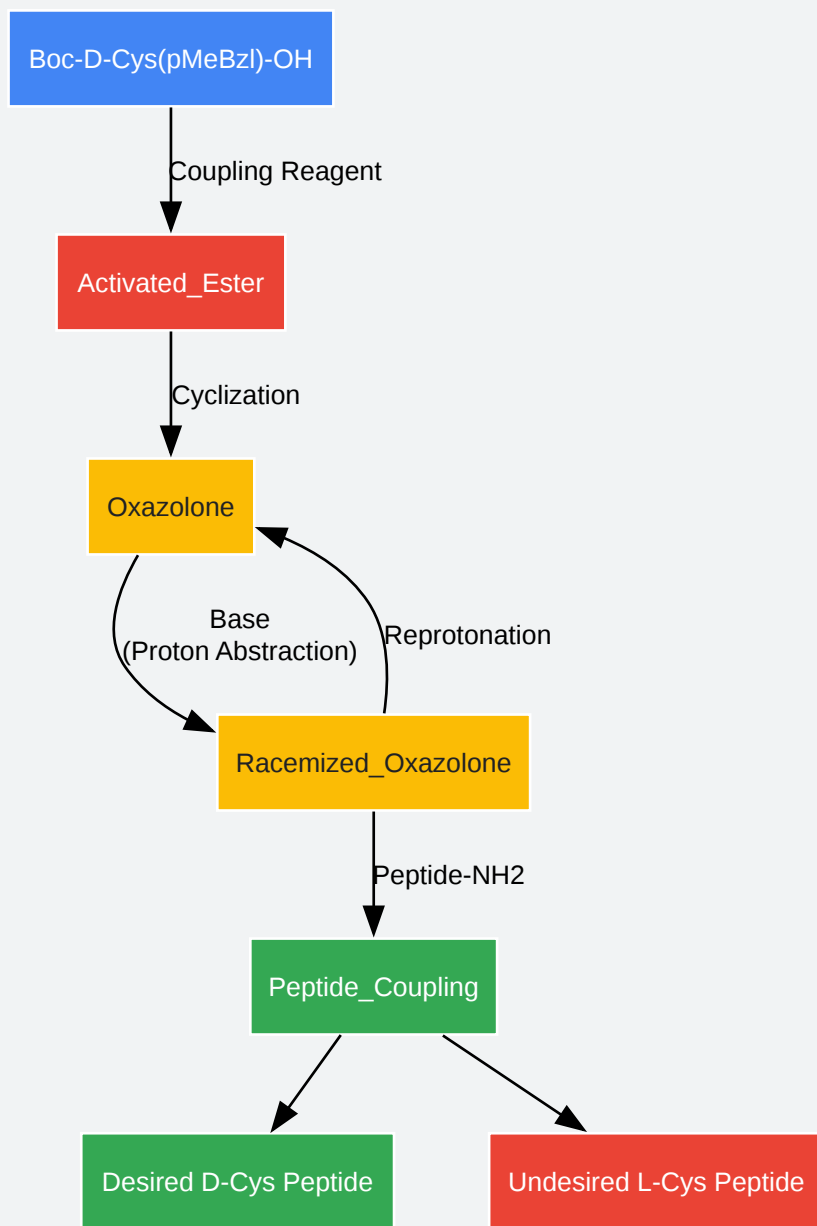 Boc-D-Cys(pMeBzl)-OH
Coupling Reagent
Activated_Ester
Cyclization
Oxazolone
Base
(Proton Abstraction)
Reprotonation
Racemized_Oxazolone
Peptide-NH2
Peptide_Coupling
Desired D-Cys Peptide
Undesired L-Cys Peptide